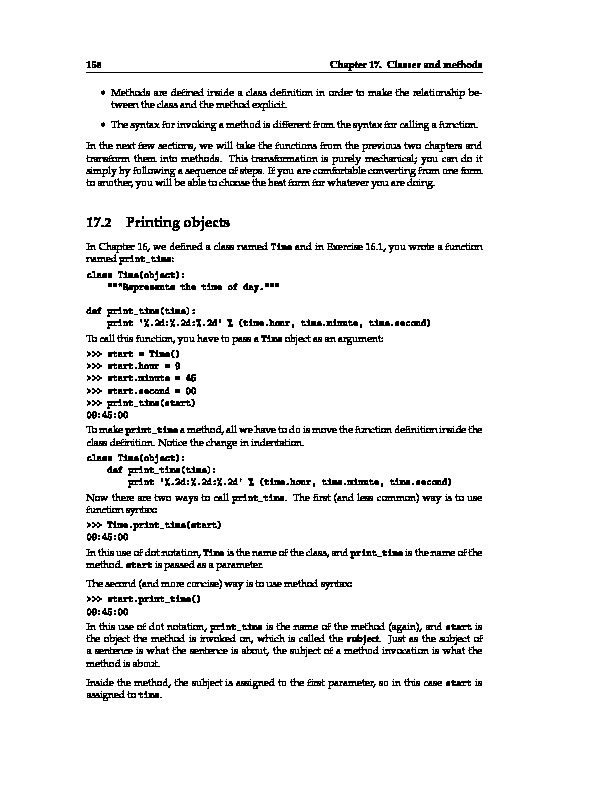 158 Chapter 17. Classes and methods
• Methods are defined inside a class definition in order to make the relationship be-
tween the class and the method explicit.
• The syntax for invoking a method is different from the syntax for calling a function.
In the next few sections, we will take the functions from the previous two chapters and
transform them into methods. This transformation is purely mechanical; you can do it
simply by following a sequence of steps. If you are comfortable converting from one form
to another, you will be able to choose the best form for whatever you are doing.
17.2 Printing objects
In Chapter 16, we defined a class named Time and in Exercise 16.1, you wrote a function
named print_time:
class Time(object):
    """Represents the time of day."""
def print_time(time):
    print '%.2d:%.2d:%.2d' % (time.hour, time.minute, time.second)
To call this function, you have to pass a Time object as an argument:
>>> start = Time()
>>> start.hour = 9
>>> start.minute = 45
>>> start.second = 00
>>> print_time(start)
09:45:00
To make print_time a method, all we have to do is move the function definition inside the
class definition. Notice the change in indentation.
class Time(object):
    def print_time(time):
        print '%.2d:%.2d:%.2d' % (time.hour, time.minute, time.second)
Now there are two ways to call print_time. The first (and less common) way is to use
function syntax:
>>> Time.print_time(start)
09:45:00
In this use of dot notation, Time is the name of the class, and print_time is the name of the
method. start is passed as a parameter.
The second (and more concise) way is to use method syntax:
>>> start.print_time()
09:45:00
In this use of dot notation, print_time is the name of the method (again), and start is
the object the method is invoked on, which is called the subject. Just as the subject of
a sentence is what the sentence is about, the subject of a method invocation is what the
method is about.
Inside the method, the subject is assigned to the first parameter, so in this case start is
assigned to time.